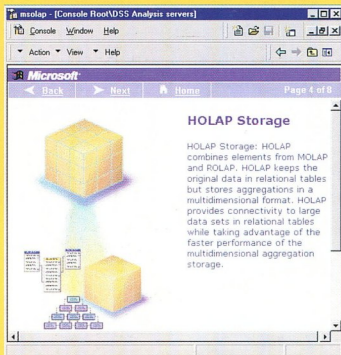 msolap - [Console Root\DSS Analysis servers]
Console Window Help
Action View Help
Microsoft
Back Next Home Page 4 of 8
HOLAP Storage
HOLAP Storage: HOLAP
combines elements from MOLAP
and ROLAP. HOLAP keeps the
original data in relational tables
but stores aggregations in a
multidimensional format. HOLAP
provides connectivity to large
data sets in relational tables
while taking advantage of the
faster performance of the
multidimensional aggregation
storage.